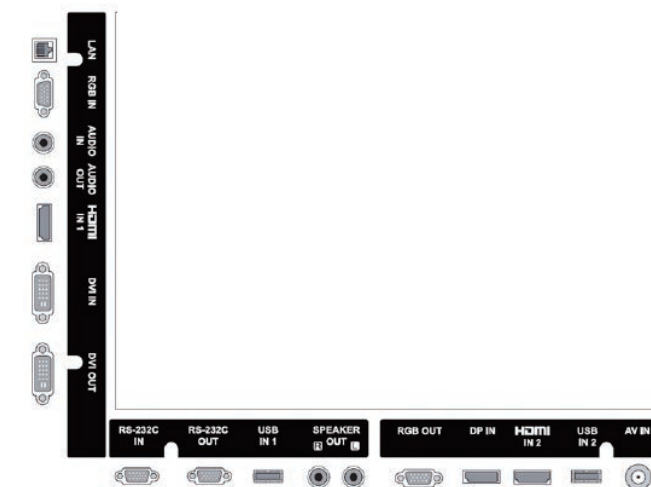 LAN
RGB IN
AUDIO
IN
AUDIO
OUT
HDMI
IN 1
DVI IN
DVI OUT
RS-232C
IN
RS-232C
OUT
USB
IN 1
SPEAKER
R OUT L
RGB OUT
DP IN
HDMI
IN 2
USB
IN 2
AV IN